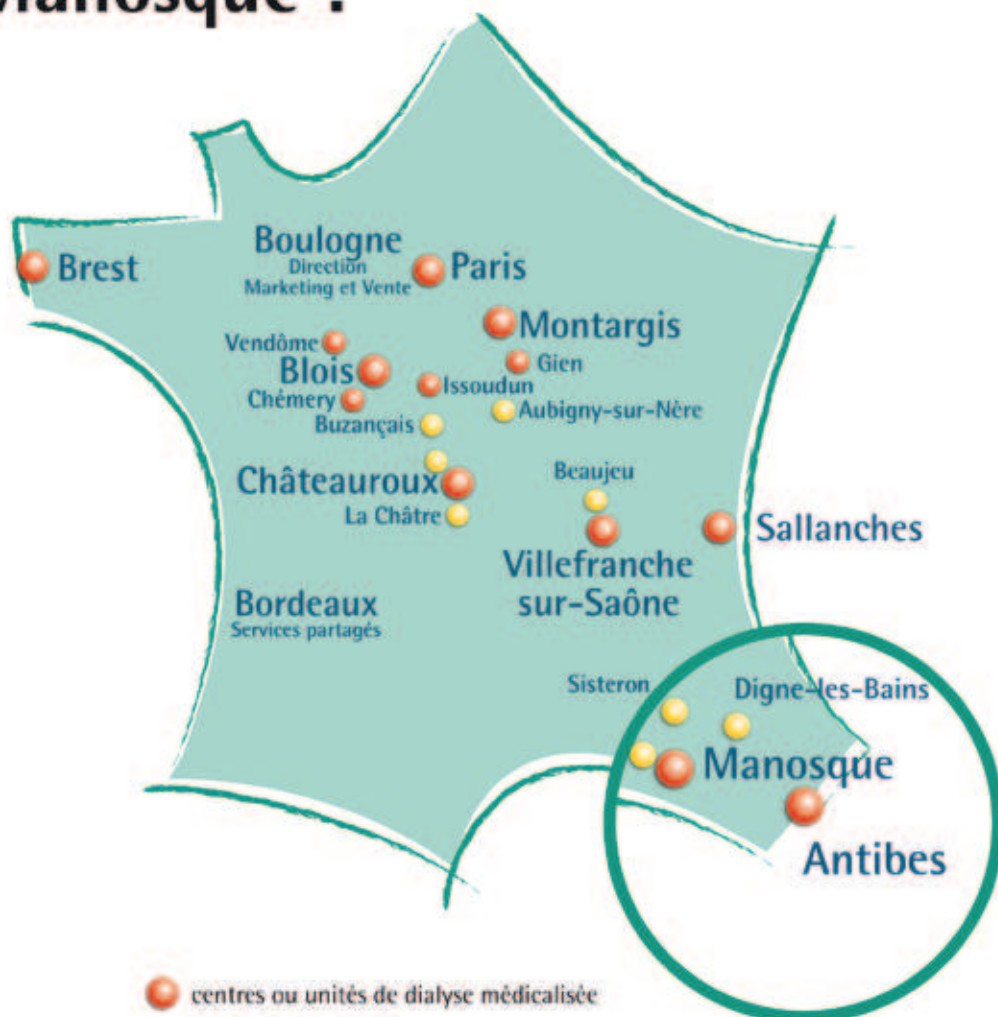 Manosque :
Boulogne
Direction
Marketing et Vente
Paris
Brest
Montargis
Vendôme
Gien
Blois
Issoudun
Chémery
Aubigny-sur-Nère
Buzançais
Châteauroux
Beaujeu
La Châtre
Sallanches
Villefranche
sur-Saône
Bordeaux
Services partagés
Sisteron
Digne-les-Bains
Manosque
Antibes
centres ou unités de dialyse médicalisée